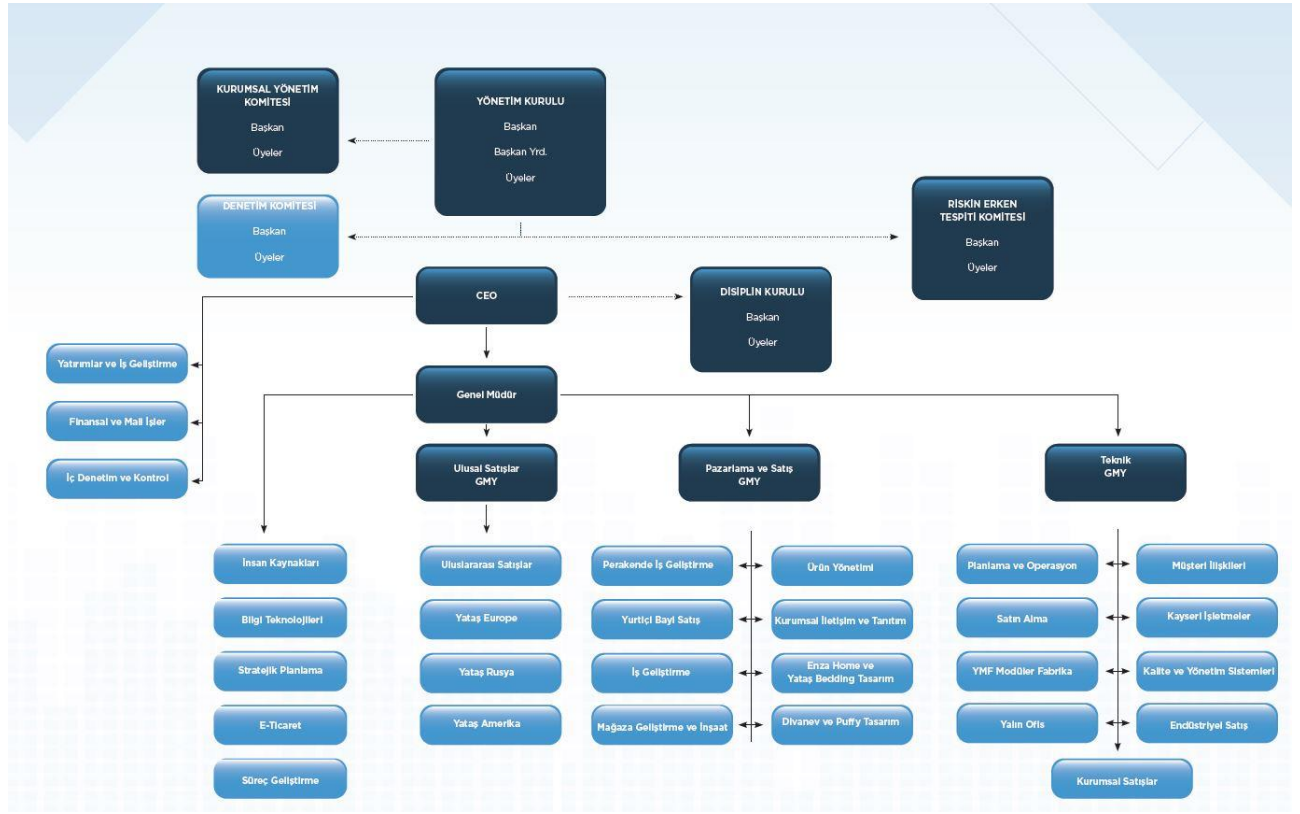 KURUMSAL YÖNETİM
KOMİTESİ
Başkan
Üyeler
YÖNETİM KURULU
Başkan
Başkan Yrd.
Üyeler
DENETİM KOMİTESİ
Başkan
Üyeler
RİSKİN ERKEN
TESPİTİ KOMİTESİ
Başkan
Üyeler
CEO
DİSİPLİN KURULU
Başkan
Üyeler
Yatırımlar ve İş Geliştirme
Finansal ve Mali İşler
İç Denetim ve Kontrol
Genel Müdür
Ulusal Satışlar
GMY
Pazarlama ve Satış
GMY
Teknik
GMY
İnsan Kaynakları
Bilgi Teknolojileri
Stratejik Planlama
E-Ticaret
Süreç Geliştirme
Uluslararası Satışlar
Yataş Europe
Yataş Rusya
Yataş Amerika
Perakende İş Geliştirme
Ürün Yönetimi
Yurtiçi Bayi Satış
Kurumsal İletişim ve Tanıtım
İş Geliştirme
Enza Home ve
Yataş Bedding Tasarım
Mağaza Geliştirme ve İnşaat
Divanev ve Puffy Tasarım
Planlama ve Operasyon
Müşteri İlişkileri
Satın Alma
Kayseri İşletmeler
YMF Modüler Fabrika
Kalite ve Yönetim Sistemleri
Yalın Ofis
Endüstriyel Satış
Kurumsal Satışlar